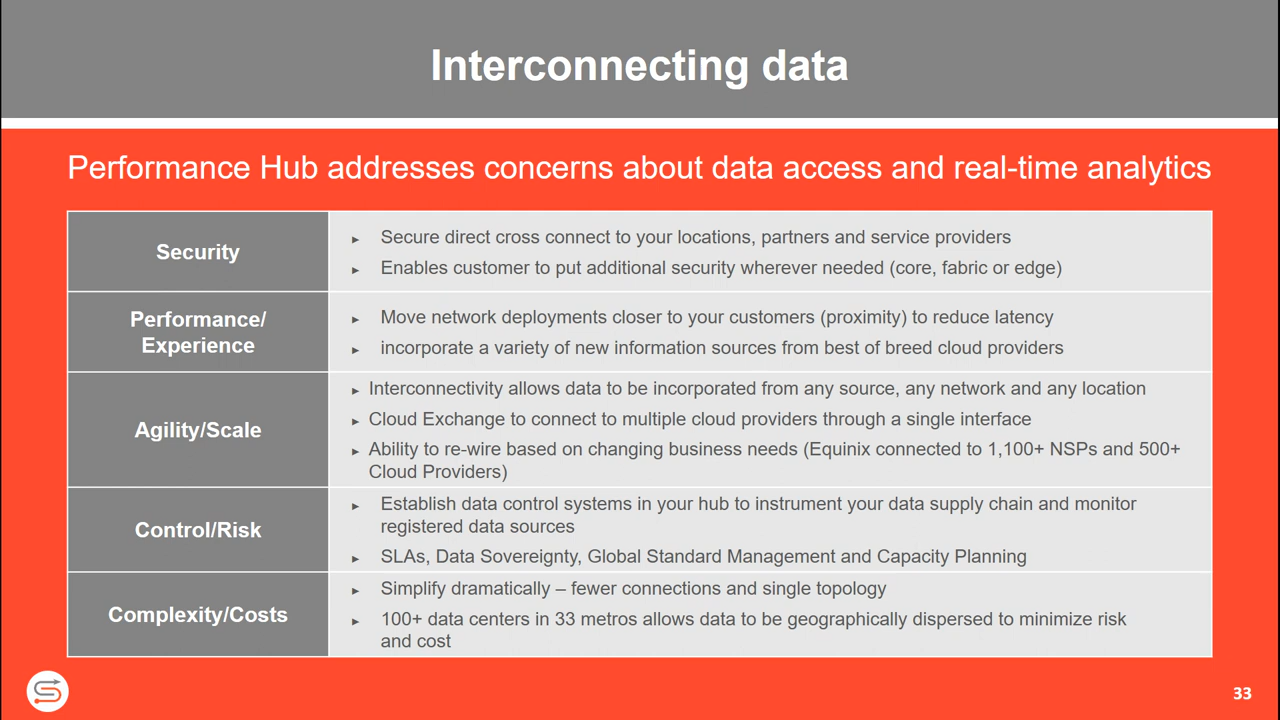 Interconnecting data
Performance Hub addresses concerns about data access and real-time analytics
Security
▸ Secure direct cross connect to your locations, partners and service providers
▸ Enables customer to put additional security wherever needed (core, fabric or edge)
Performance/
Experience
▸ Move network deployments closer to your customers (proximity) to reduce latency
▸ incorporate a variety of new information sources from best of breed cloud providers
Agility/Scale
▸ Interconnectivity allows data to be incorporated from any source, any network and any location
▸ Cloud Exchange to connect to multiple cloud providers through a single interface
▸ Ability to re-wire based on changing business needs (Equinix connected to 1,100+ NSPs and 500+
Cloud Providers)
Control/Risk
▸ Establish data control systems in your hub to instrument your data supply chain and monitor
registered data sources
▸ SLAs, Data Sovereignty, Global Standard Management and Capacity Planning
Complexity/Costs
▸ Simplify dramatically – fewer connections and single topology
▸ 100+ data centers in 33 metros allows data to be geographically dispersed to minimize risk
and cost
33